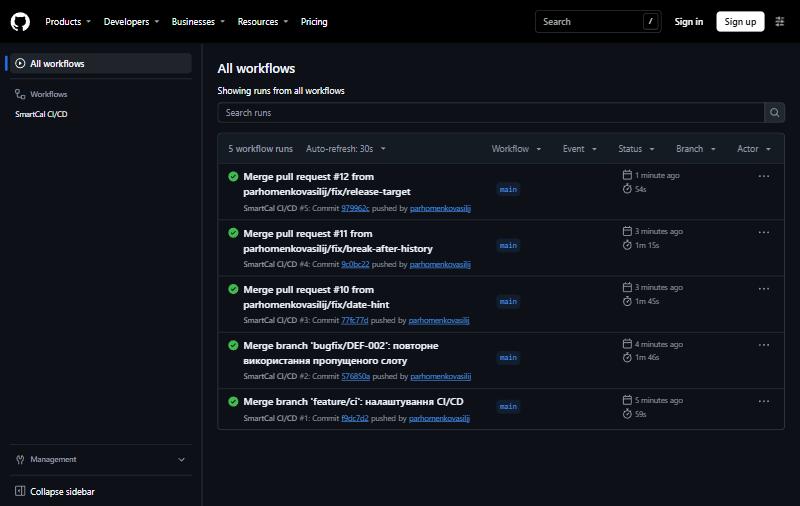 Products Developers Businesses Resources Pricing Search / Sign in Sign up
All workflows
Workflows
SmartCal CI/CD
Management
Collapse sidebar
All workflows
Showing runs from all workflows
Search runs
5 workflow runs Auto-refresh: 30s Workflow Event Status Branch Actor
Merge pull request #12 from
parhomenkovasilij/fix/release-target
SmartCal CI/CD #5: Commit 979962c pushed by parhomenkovasilij
main
1 minute ago
54s
Merge pull request #11 from
parhomenkovasilij/fix/break-after-history
SmartCal CI/CD #4: Commit 9c0bc22 pushed by parhomenkovasilij
main
3 minutes ago
1m 15s
Merge pull request #10 from
parhomenkovasilij/fix/date-hint
SmartCal CI/CD #3: Commit 77fc77d pushed by parhomenkovasilij
main
3 minutes ago
1m 45s
Merge branch 'bugfix/DEF-002': повторне
використання пропущеного слоту
SmartCal CI/CD #2: Commit 576850a pushed by parhomenkovasilij
main
4 minutes ago
1m 46s
Merge branch 'feature/ci': налаштування CI/CD
SmartCal CI/CD #1: Commit f9dc7d2 pushed by parhomenkovasilij
main
5 minutes ago
59s